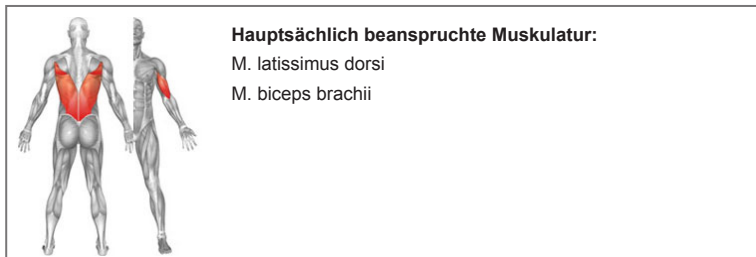 Hauptsächlich beanspruchte Muskulatur:
M. latissimus dorsi
M. biceps brachii